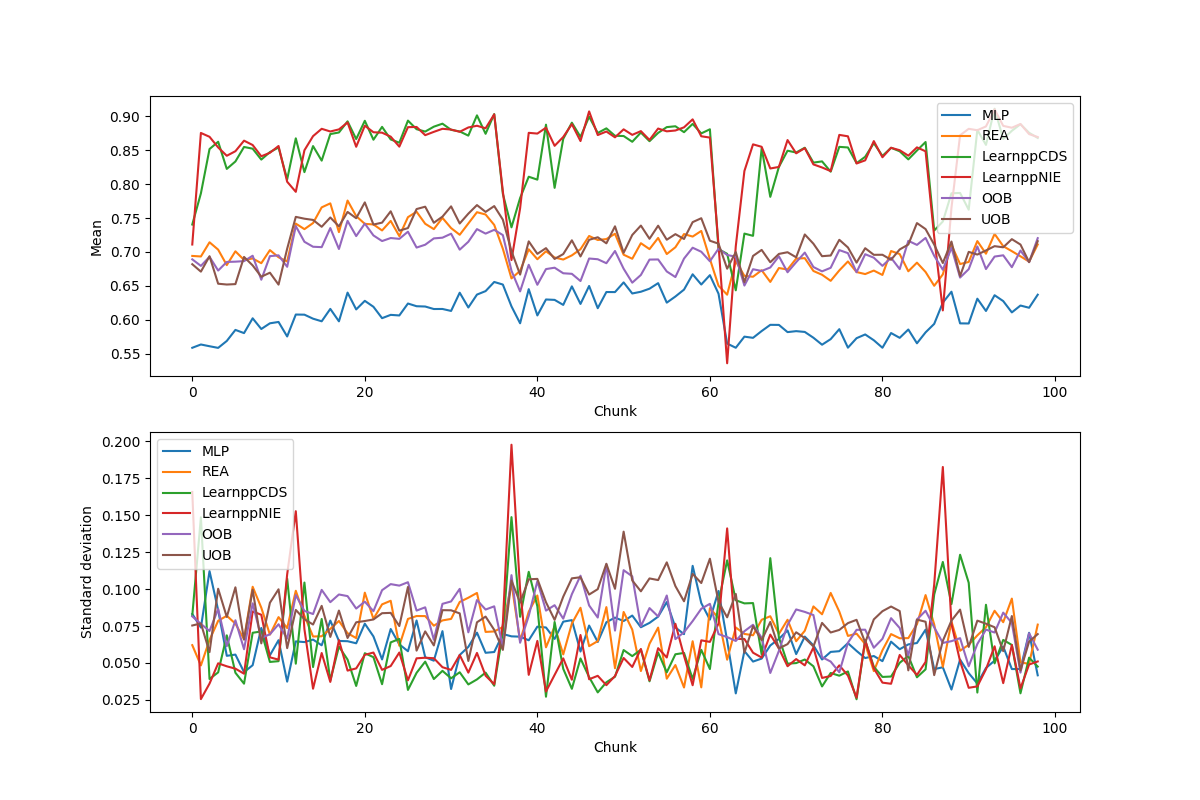 0.90
0.85
0.80
0.75
0.70
0.65
0.60
0.55
Mean
MLP
REA
LearnppCDS
LearnppNIE
OOB
UOB
0 20 40 60 80 100
Chunk
0.200
0.175
0.150
0.125
0.100
0.075
0.050
0.025
Standard deviation
MLP
REA
LearnppCDS
LearnppNIE
OOB
UOB
0 20 40 60 80 100
Chunk